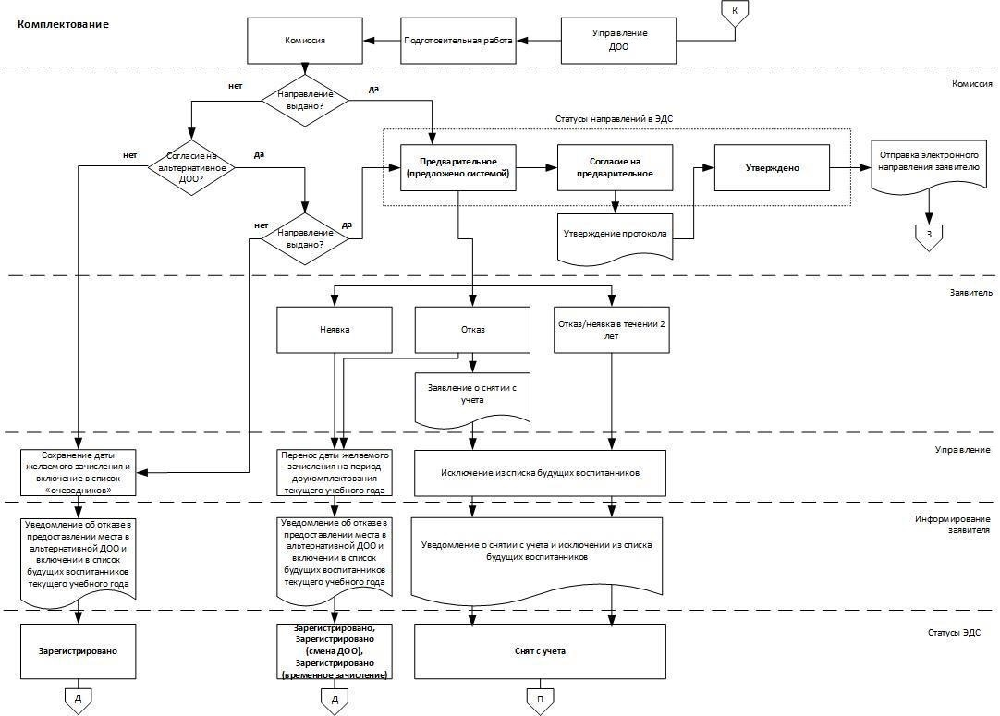 К
Комплектование
Комиссия
Подготовительная работа
Управление
ДОО
Комиссия
нет
Направление
выдано?
да
Статусы направлений в ЭДС
нет
Согласие на
альтернативное
ДОО?
да
Предварительное
(предложено системой)
Согласие на
предварительное
Утверждено
Отправка электронного
направления заявителю
нет
Направление
выдано?
да
Утверждение протокола
З
Заявитель
Неявка
Отказ
Отказ/неявка в течении 2
лет
Заявление о снятии с
учета
Управление
Сохранение даты
желаемого зачисления и
включение в список
«очередников»
Перенос даты желаемого
зачисления на период
доукомплектования
текущего учебного года
Исключение из списка будущих воспитанников
Информирование
заявителя
Уведомление об отказе в
предоставлении места в
альтернативной ДОО и
включении в список
будущих воспитанников
текущего учебного года
Уведомление об отказе в
предоставлении места в
альтернативной ДОО и
включении в список
будущих воспитанников
текущего учебного года
Уведомление о снятии с учета и исключении из списка
будущих воспитанников
Статусы ЭДС
Зарегистрировано
Зарегистрировано,
Зарегистрировано
(смена ДОО),
Зарегистрировано
(временное зачисление)
Снят с учета
Д
Д
П